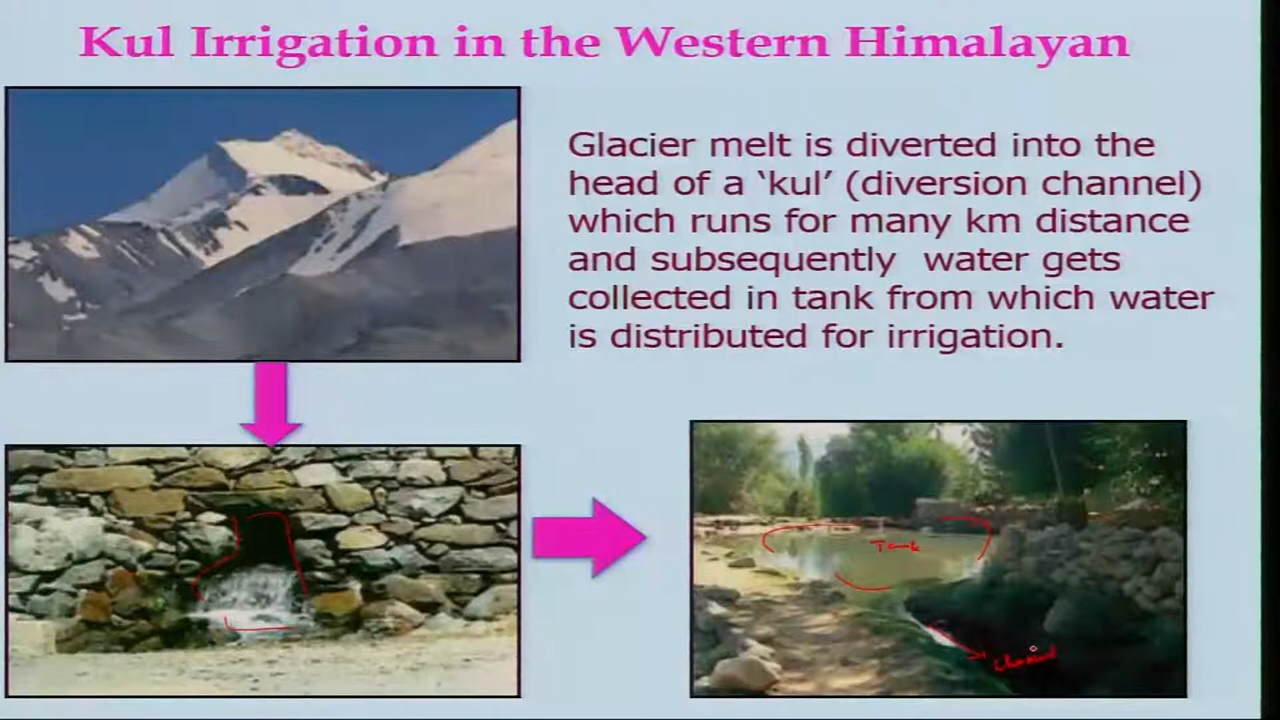 Kul Irrigation in the Western Himalayan
Glacier melt is diverted into the
head of a ‘kul’ (diversion channel)
which runs for many km distance
and subsequently water gets
collected in tank from which water
is distributed for irrigation.
Tank